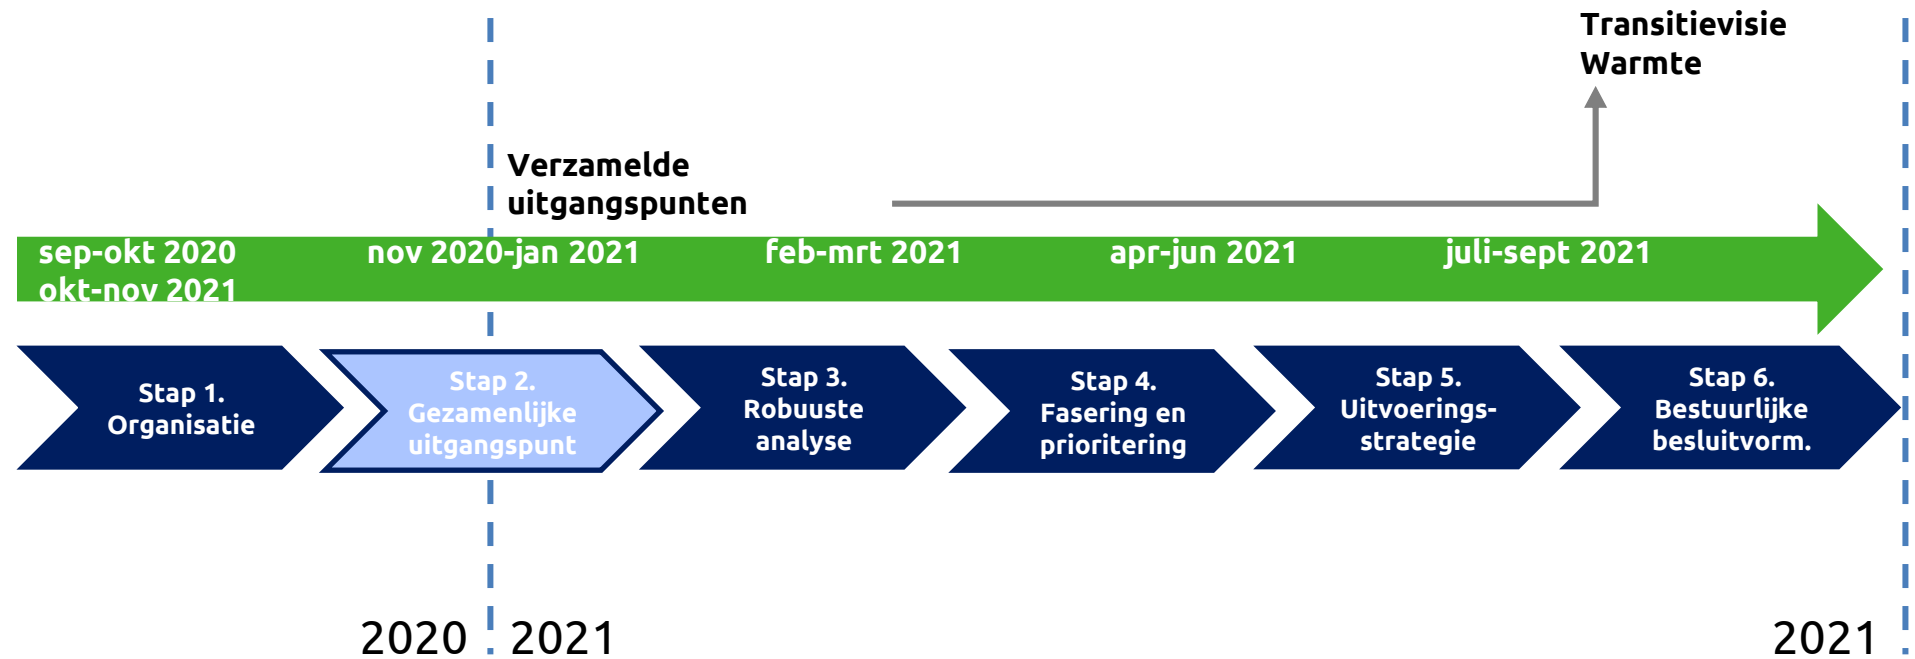 Transitievisie
Warmte
Verzamelde
uitgangspunten
sep-okt 2020 nov 2020-jan 2021 feb-mrt 2021 apr-jun 2021 juli-sept 2021
okt-nov 2021
Stap 1.
Organisatie
Stap 2.
Gezamenlijke
uitgangspunt
Stap 3.
Robuuste
analyse
Stap 4.
Fasering en
prioritering
Stap 5.
Uitvoerings-
strategie
Stap 6.
Bestuurlijke
besluitvorm.
2020 2021 2021